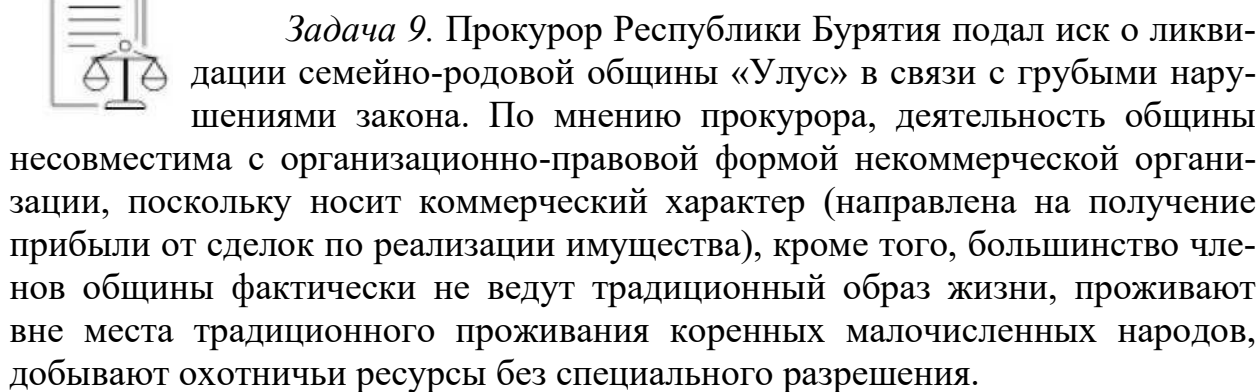 Задача 9. Прокурор Республики Бурятия подал иск о ликви-
дации семейно-родовой общины «Улус» в связи с грубыми нару-
шениями закона. По мнению прокурора, деятельность общины
несовместима с организационно-правовой формой некоммерческой органи-
зации, поскольку носит коммерческий характер (направлена на получение
прибыли от сделок по реализации имущества), кроме того, большинство чле-
нов общины фактически не ведут традиционный образ жизни, проживают
вне места традиционного проживания коренных малочисленных народов,
добывают охотничьи ресурсы без специального разрешения.